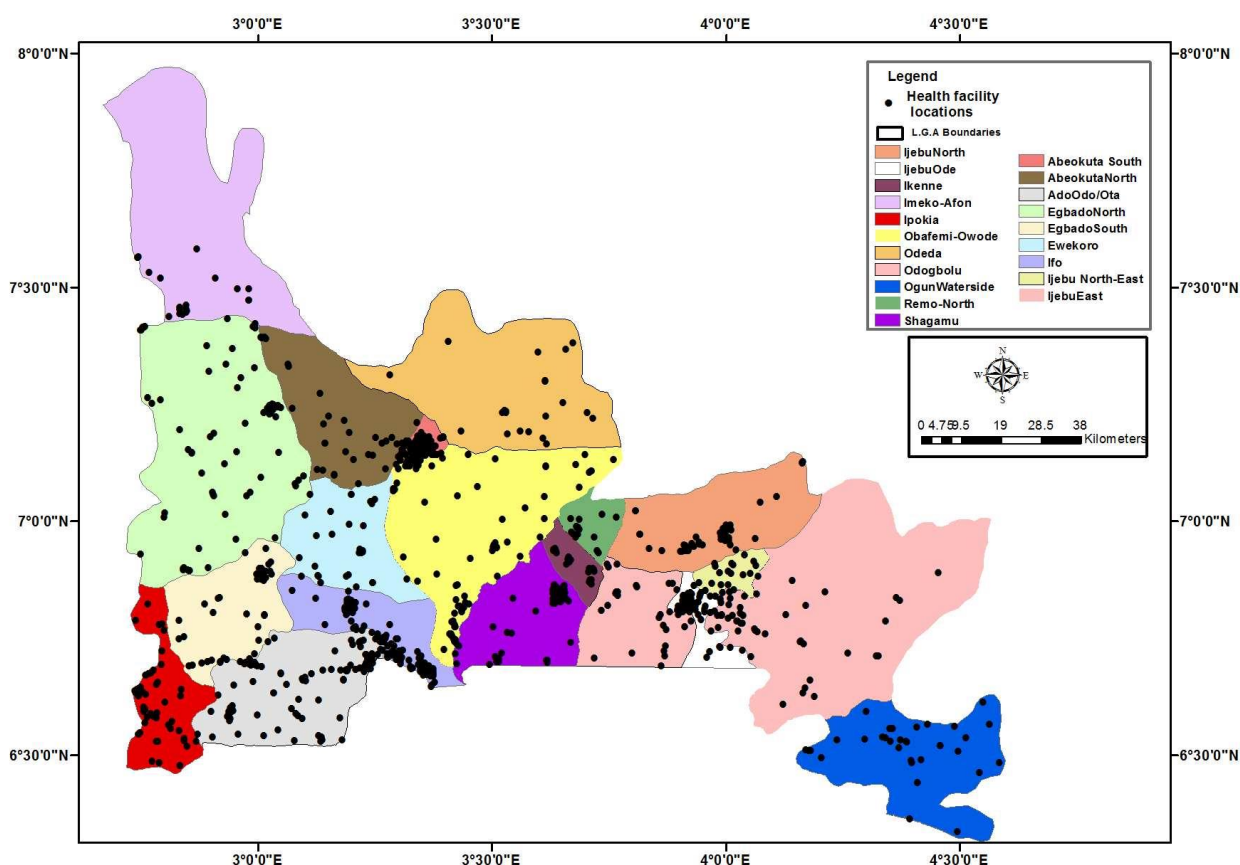 3°0'0"E 3°30'0"E 4°0'0"E 4°30'0"E
8°0'0"N 8°0'0"N
Legend
Health facility
locations
L.G.A Boundaries
IjebuNorth
IjebuOde
Ikenne
Imeko-Afon
Ipokia
Obafemi-Owode
Odeda
Odogbolu
OgunWaterside
Remo-North
Shagamu
Abeokuta South
AbeokutaNorth
AdoOdo/Ota
EgbadoNorth
EgbadoSouth
Ewekoro
Ifo
Ijebu North-East
IjebuEast
7°30'0"N 7°30'0"N
N
W E
S
0 4.75 9.5 19 28.5 38
Kilometers
7°0'0"N 7°0'0"N
6°30'0"N 6°30'0"N
3°0'0"E 3°30'0"E 4°0'0"E 4°30'0"E